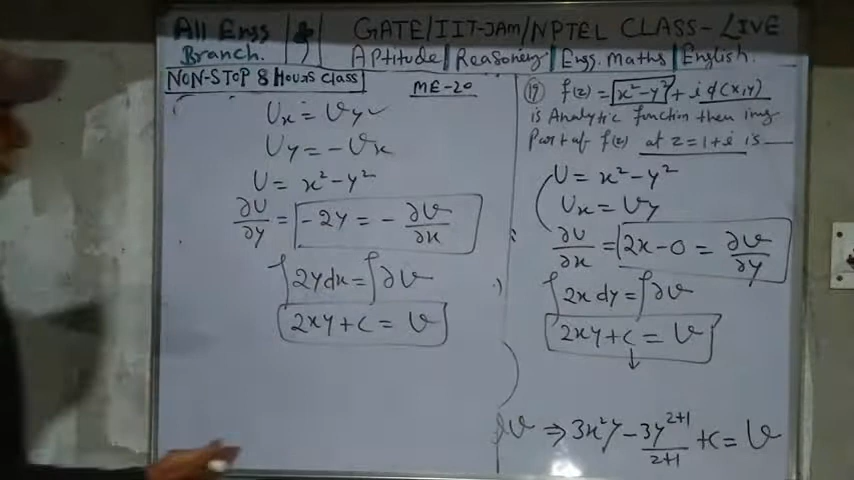 All Engg Branch. | & | GATE/IIT-JAM/NPTEL CLASS-LIVE
Aptitude | Reasoning | Engg. Maths | English.
NON-STOP 8 HOURS Class
ME-20
Ux = Vy
Uy = -Vx
U = x² - y²
∂U/∂y = -2y = -∂V/∂x
∫2y dx = ∫∂V
2xy + c = V
(19) f(z) = x²-y² + i φ(x,y)
is Analytic function then img
Part of f(z) at z = 1+i is ___
U = x² - y²
Ux = Vy
∂U/∂x = 2x - 0 = ∂V/∂y
∫2x dy = ∫∂V
2xy + c = V
V ⇒ 3x²y - 3y²⁺¹/2+1 + c = V